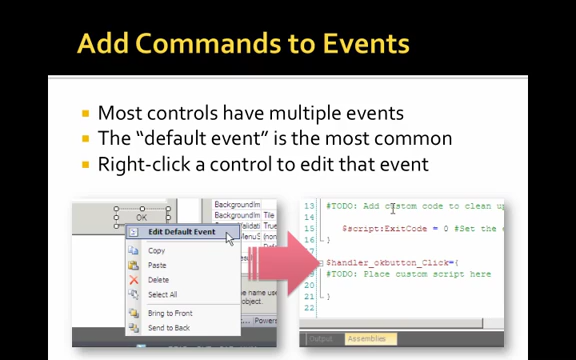 Add Commands to Events
Most controls have multiple events
The “default event” is the most common
Right-click a control to edit that event
OK
Edit Default Event
Copy
Paste
Delete
Select All
Bring to Front
Send to Back
BackgroundIm
BackgroundIm
Tile
13 #TODO: Add custom code to clean up
14
15 $script:ExitCode = 0 #Set the
16 }
17
18 $handler_okbutton_Click={
19 #TODO: Place custom script here
20
21 }
22
Output
Assemblies